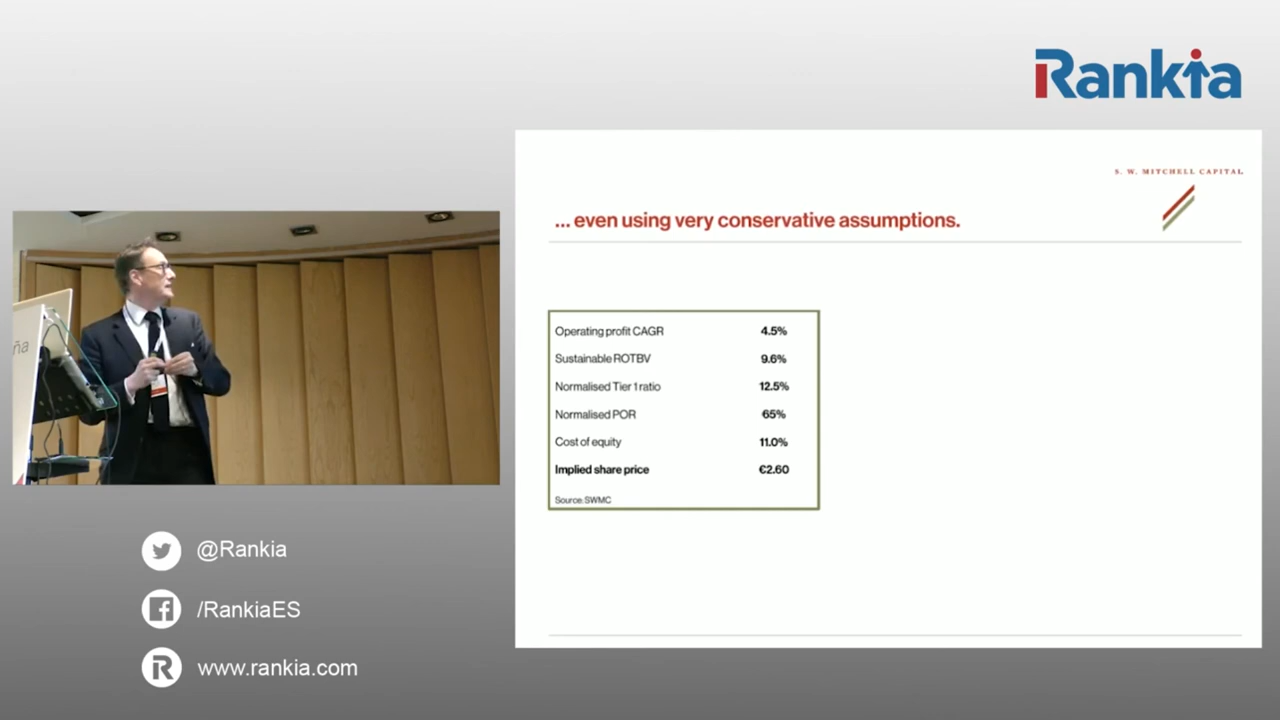 Rankia
S. W. MITCHELL CAPITAL
... even using very conservative assumptions.
Operating profit CAGR 4.5%
Sustainable ROTBV 9.6%
Normalised Tier 1 ratio 12.5%
Normalised POR 65%
Cost of equity 11.0%
Implied share price €2.60
Source: SWMC
ña
@Rankia
/RankiaES
www.rankia.com